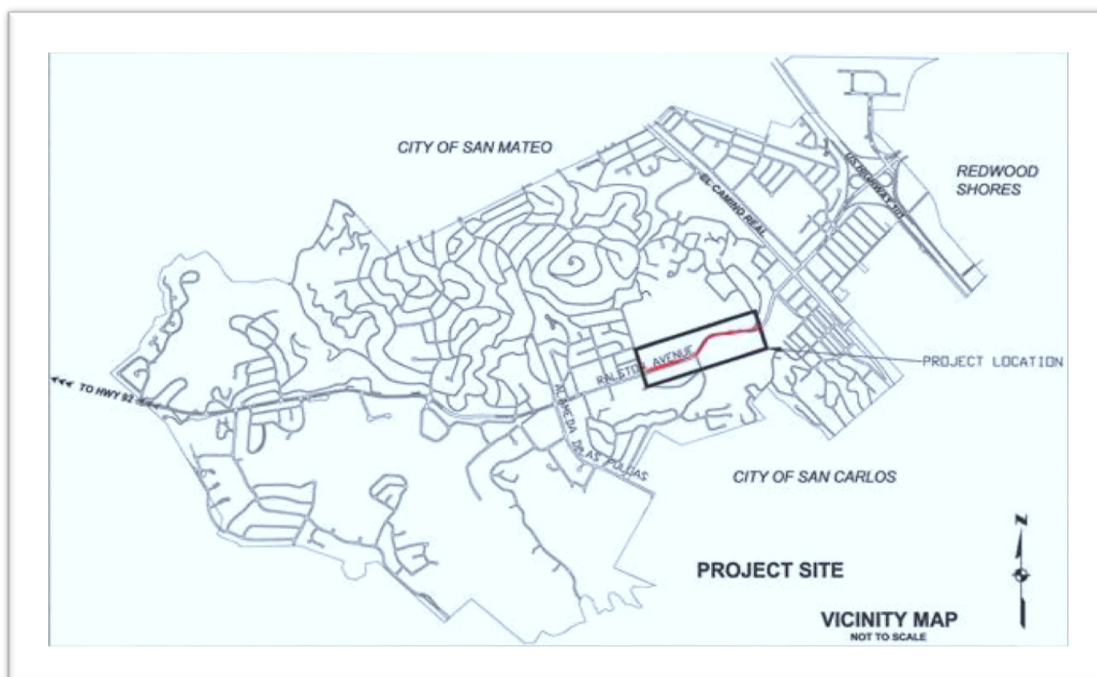 CITY OF SAN MATEO
REDWOOD
SHORES
US HIGHWAY 101
EL CAMINO REAL
PROJECT LOCATION
RALSTON AVENUE
TO HWY 92
ALAMEDA DE LAS PULGAS
CITY OF SAN CARLOS
PROJECT SITE
N
VICINITY MAP
NOT TO SCALE